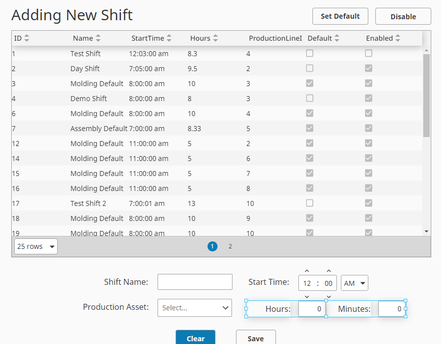 Adding New Shift
Set Default
Disable
ID Name StartTime Hours ProductionLineI Default Enabled
1 Test Shift 12:03:00 am 8.3 4
2 Day Shift 7:05:00 am 9.5 2
3 Molding Default 8:00:00 am 10 3
4 Demo Shift 8:00:00 am 8 3
6 Molding Default 8:00:00 am 10 4
7 Assembly Default 7:00:00 am 8.33 5
12 Molding Default 11:00:00 am 5 2
14 Molding Default 11:00:00 am 5 6
15 Molding Default 11:00:00 am 5 7
16 Molding Default 11:00:00 am 5 8
17 Test Shift 2 7:00:01 am 13 10
18 Molding Default 8:00:00 am 10 9
19 Molding Default 8:00:00 am 10 10
25 rows 1 2
Shift Name: Start Time: 12 : 00 AM
Production Asset: Select... Hours: 0 Minutes: 0
Clear Save